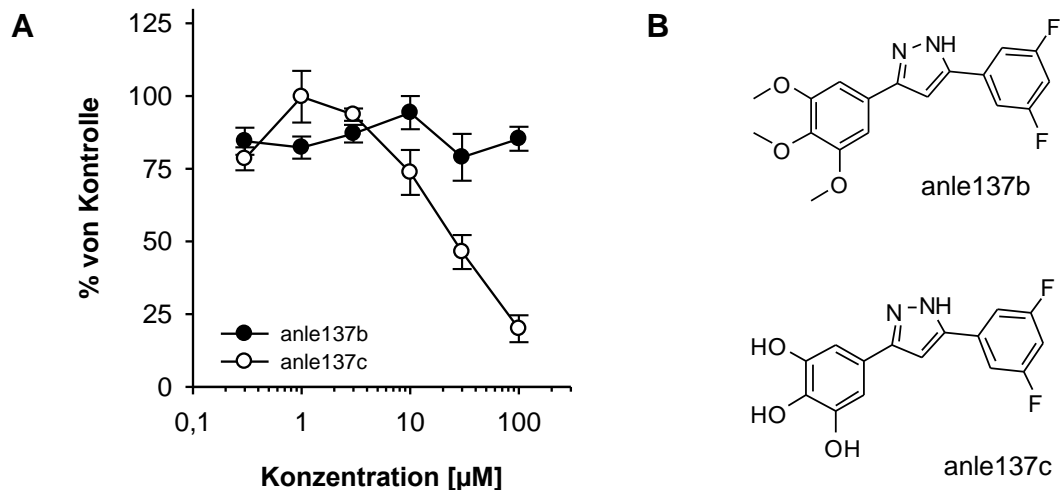 A
125
100
75
50
25
0
% von Kontrolle
anle137b
anle137c
0,1
1
10
100
Konzentration [µM]
B
F
N NH
O
O
O
F
anle137b
F
N NH
HO
HO
OH
F
anle137c